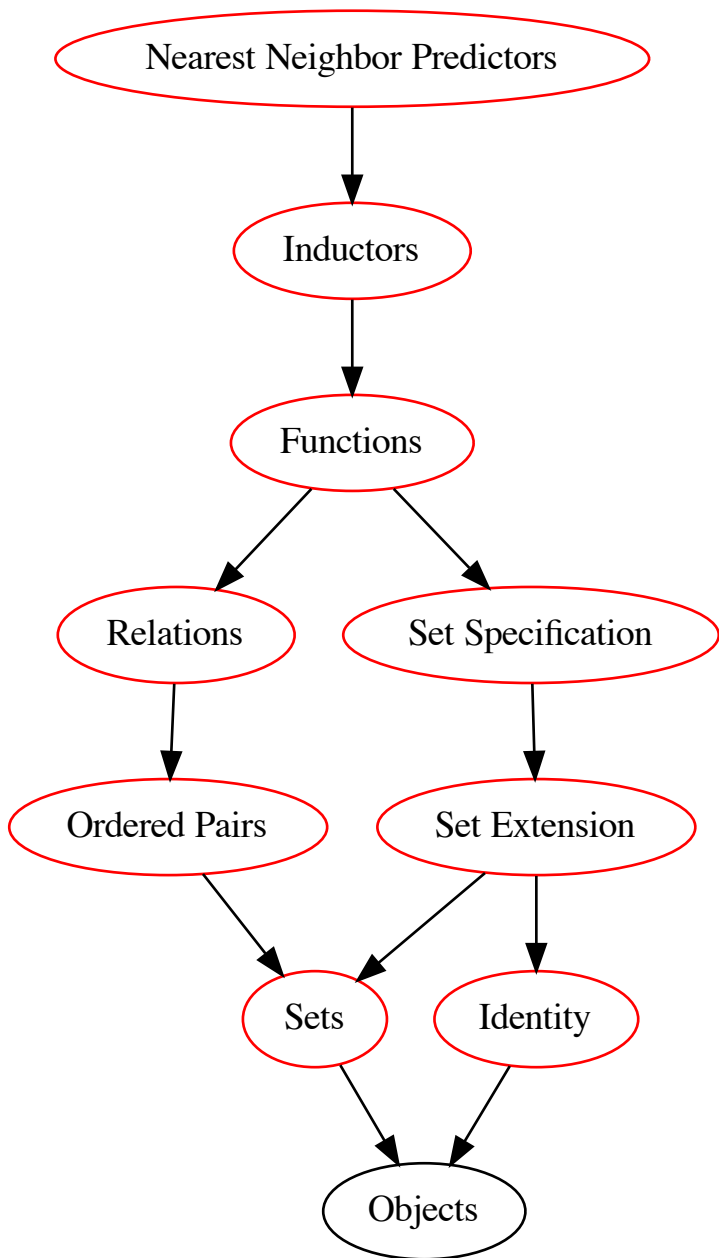 Nearest Neighbor Predictors
Inductors
Functions
Relations
Set Specification
Ordered Pairs
Set Extension
Sets
Identity
Objects